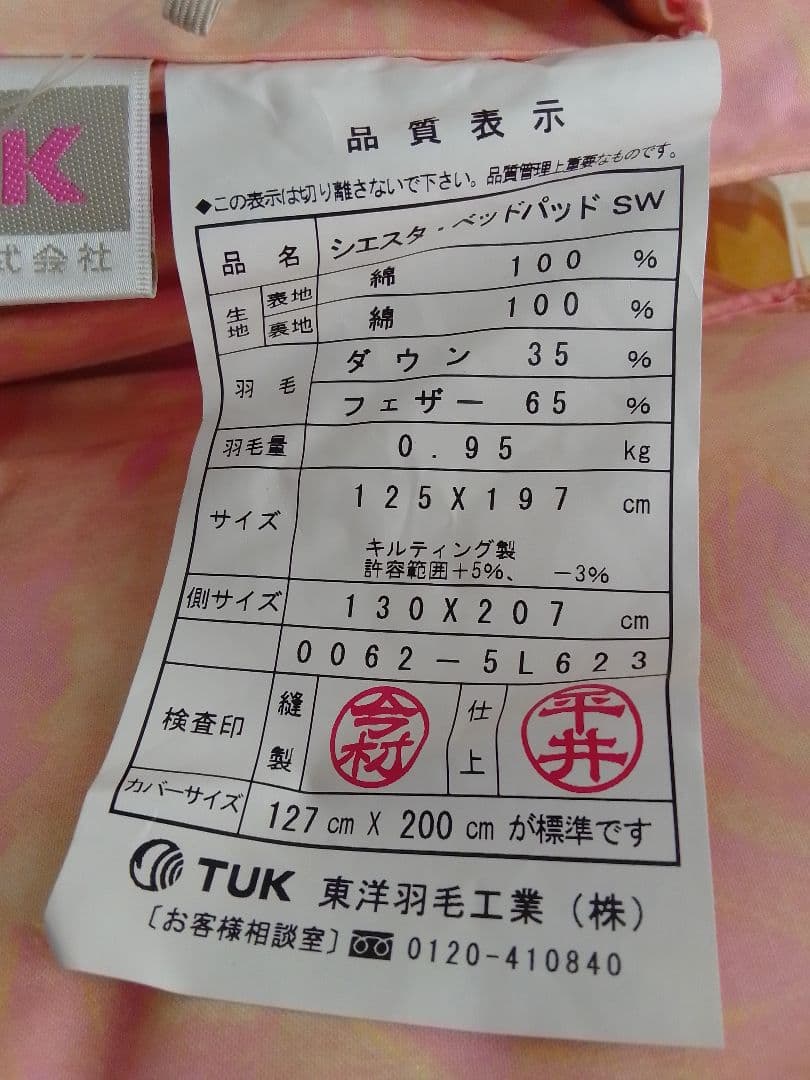 K
式会社
品質表示
◆この表示は切り離さないで下さい。品質管理上重要なものです。
品名 シエスタ・ベッドパッド SW
生地 表地 綿 100 %
裏地 綿 100 %
羽毛 ダウン 35 %
フェザー 65 %
羽毛量 0.95 kg
サイズ 125X197 cm
キルティング製
許容範囲+5%、 -3%
側サイズ 130X207 cm
0062-5L623
検査印 縫製 今村 仕上 平井
カバーサイズ 127cm X 200cm が標準です
TUK 東洋羽毛工業(株)
〔お客様相談室〕 0120-410840